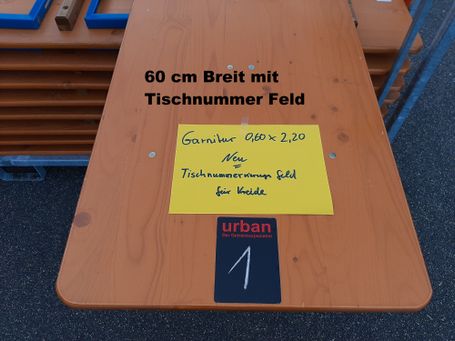 60 cm Breit mit
Tischnummer Feld
Garnitur 0,60 x 2,20
Neu
Tischnummerierungs feld
für Kreide
urban
1